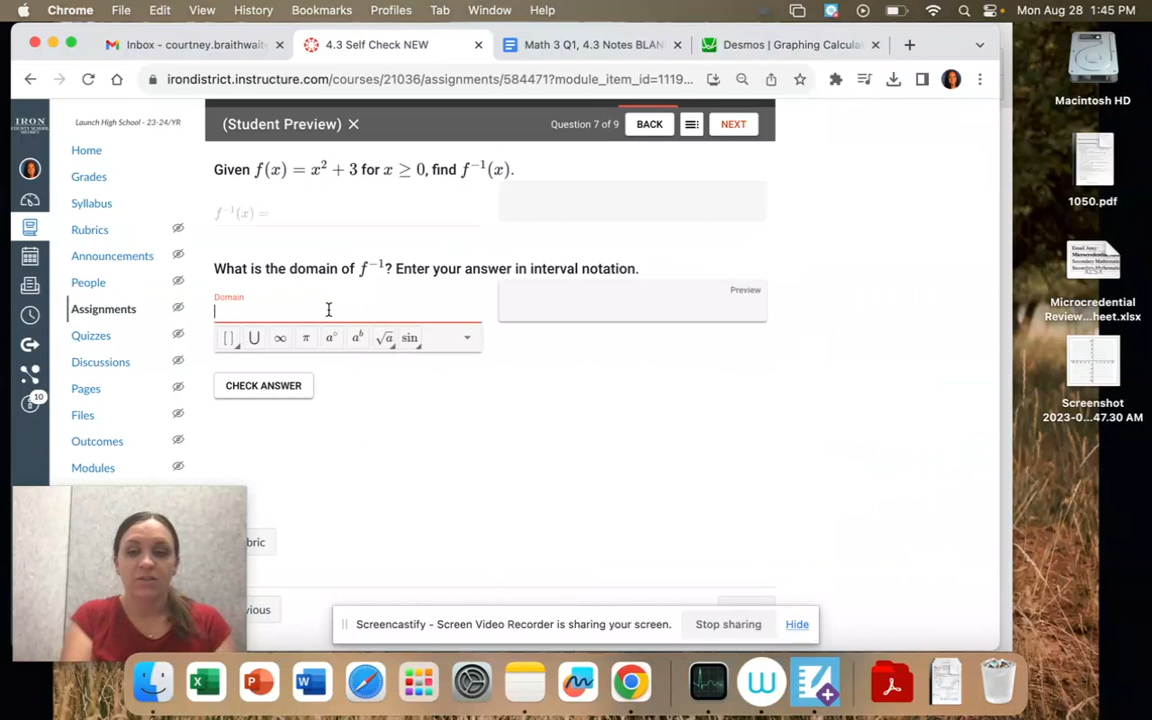 Chrome File Edit View History Bookmarks Profiles Tab Window Help Mon Aug 28 1:45 PM
Inbox - courtney.braithwait 4.3 Self Check NEW Math 3 Q1, 4.3 Notes BLAN Desmos | Graphing Calcula
irondistrict.instructure.com/courses/21036/assignments/584471?module_item_id=1119...
Macintosh HD
1050.pdf
Microcredential
Review...heet.xlsx
Screenshot
2023-0...47.30 AM
IRON
Launch High School - 23-24/YR
Home
Grades
Syllabus
Rubrics
Announcements
People
Assignments
Quizzes
Discussions
Pages
Files
Outcomes
Modules
10
(Student Preview) Question 7 of 9 BACK NEXT
Given f(x) = x² + 3 for x ≥ 0, find f⁻¹(x).
f⁻¹(x) =
What is the domain of f⁻¹? Enter your answer in interval notation.
Domain
Preview
[ ] ∪ ∞ π a° aᵇ √a sin
CHECK ANSWER
bric
vious
Screencastify - Screen Video Recorder is sharing your screen. Stop sharing Hide